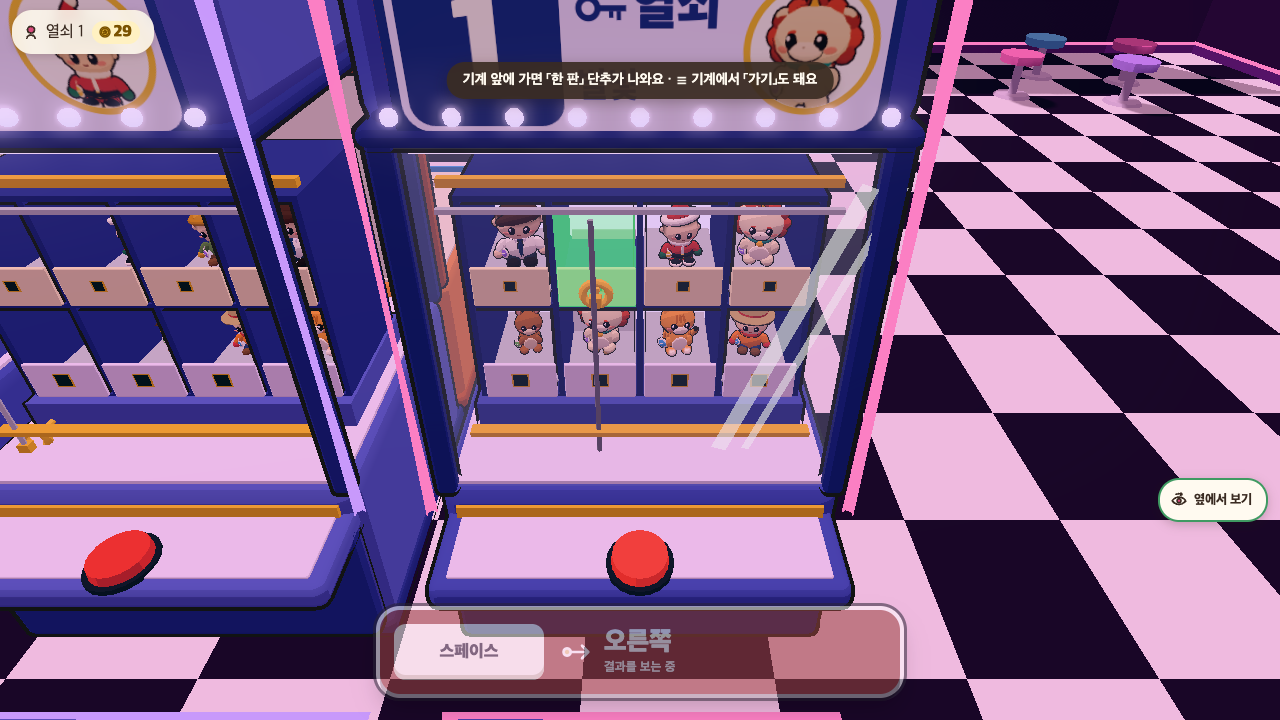 열쇠 1
29
1
열쇠
기계 앞에 가면 「한 판」 단추가 나와요 · ≡ 기계에서 「가기」도 돼요
옆에서 보기
스페이스
오른쪽
결과를 보는 중